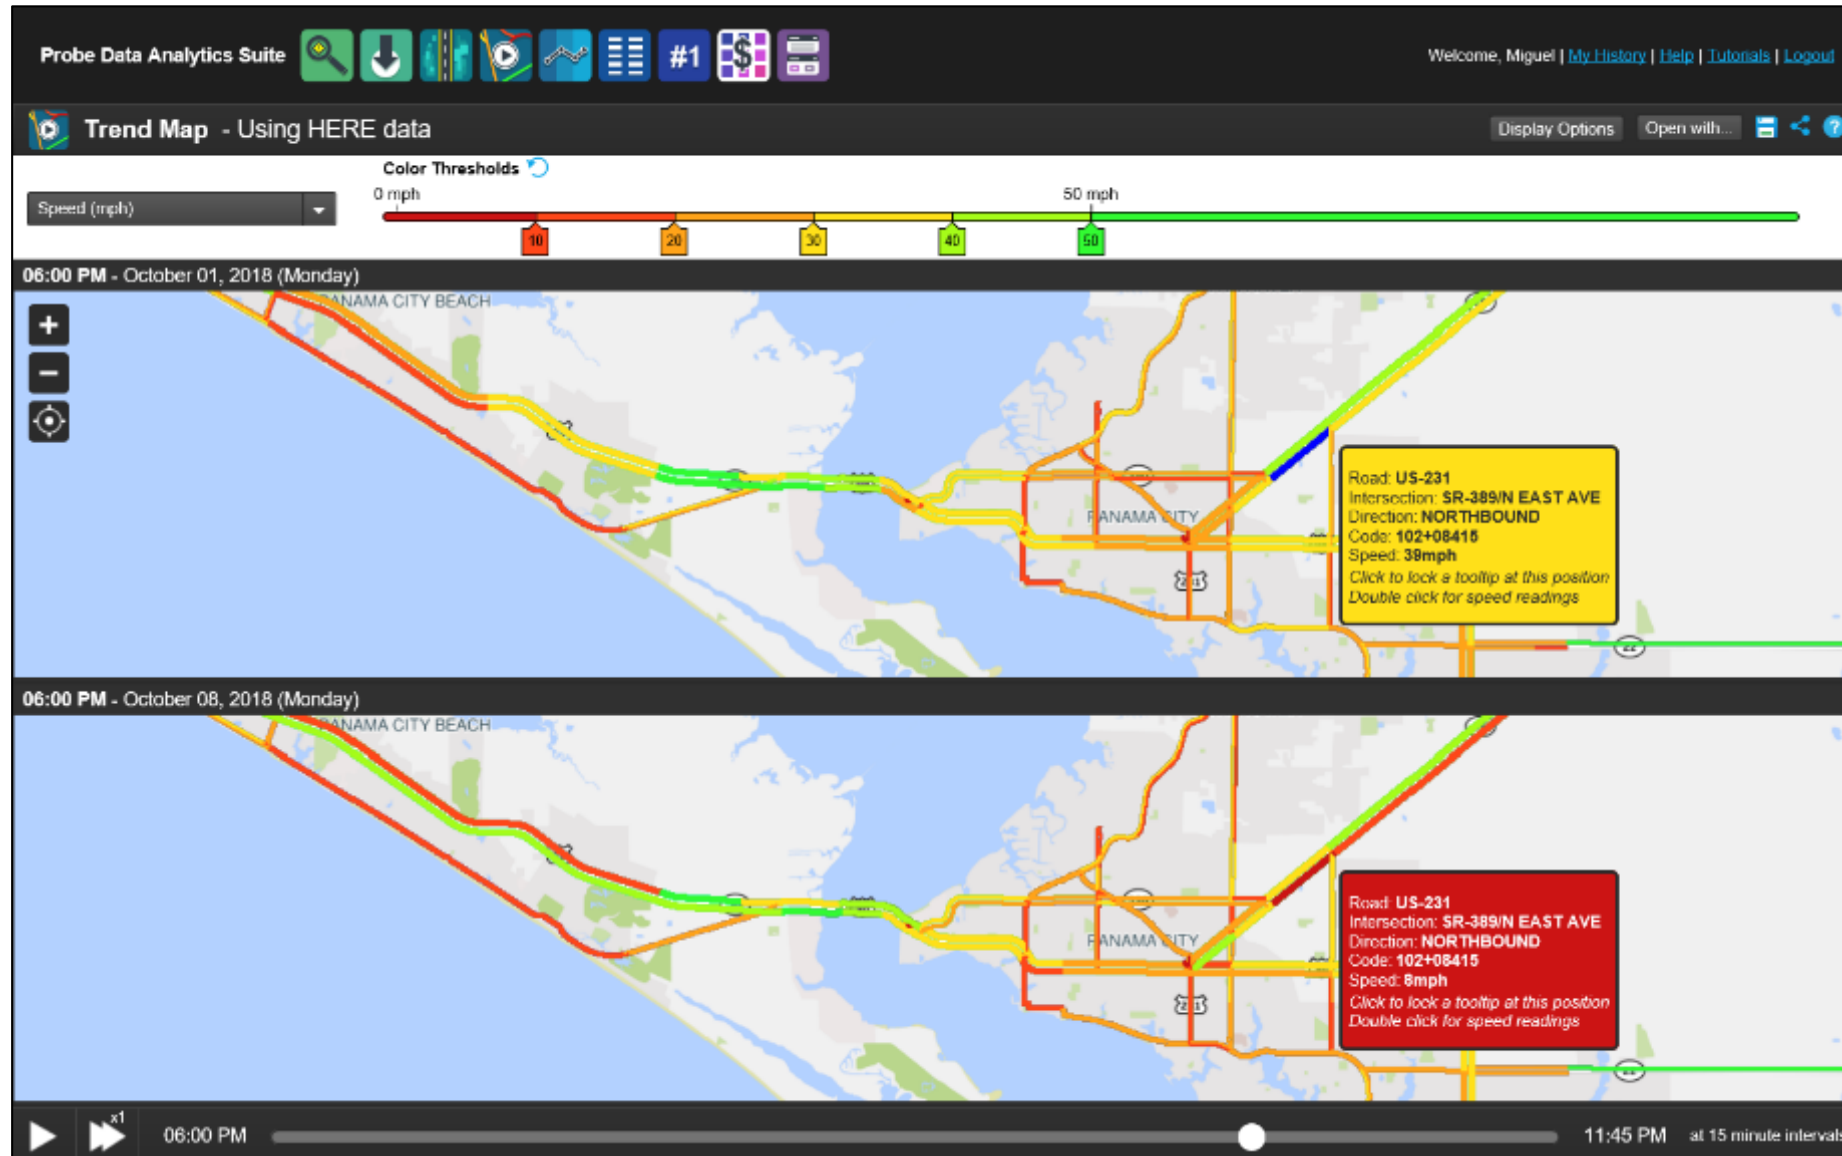 Probe Data Analytics Suite
#1
$
Welcome, Miguel | My History | Help | Tutorials | Logout
Trend Map - Using HERE data
Display Options
Open with...
?
Color Thresholds
Speed (mph)
0 mph
50 mph
10
20
30
40
50
06:00 PM - October 01, 2018 (Monday)
PANAMA CITY BEACH
PANAMA CITY
231
22
Road: US-231
Intersection: SR-389/N EAST AVE
Direction: NORTHBOUND
Code: 102+08415
Speed: 39mph
Click to lock a tooltip at this position
Double click for speed readings
06:00 PM - October 08, 2018 (Monday)
PANAMA CITY BEACH
PANAMA CITY
231
22
Road: US-231
Intersection: SR-389/N EAST AVE
Direction: NORTHBOUND
Code: 102+08415
Speed: 8mph
Click to lock a tooltip at this position
Double click for speed readings
x1
06:00 PM
11:45 PM
at 15 minute intervals